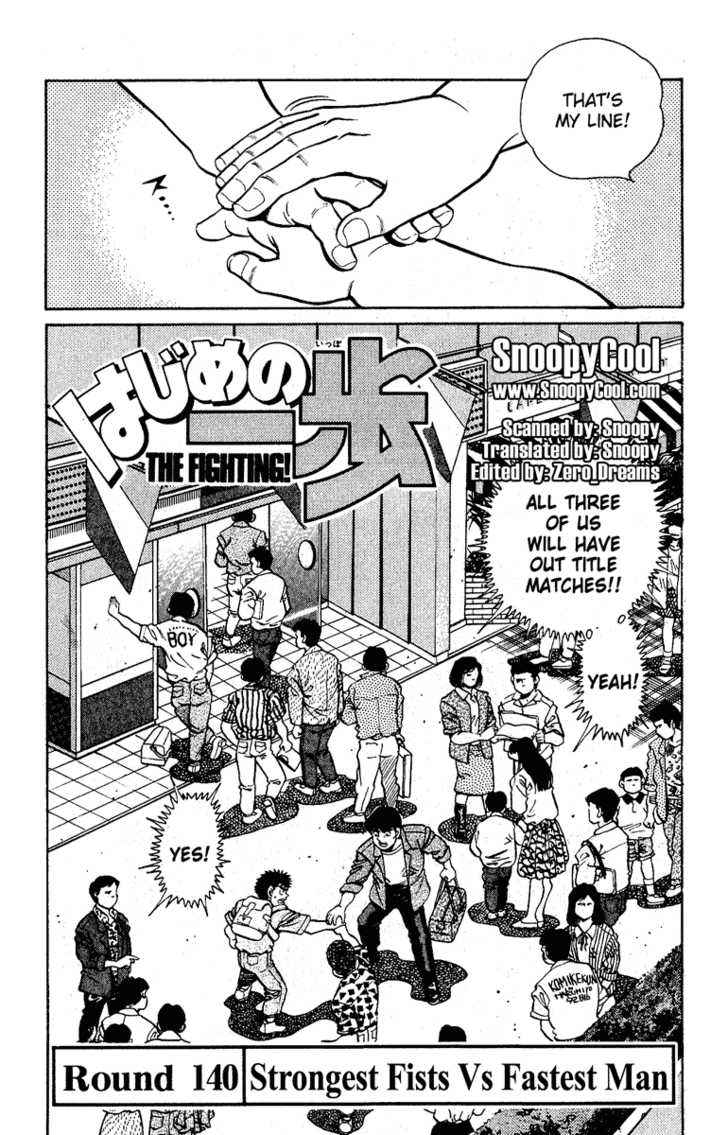 THAT'S
MY LINE!
いっぽ
はじめの一歩
THE FIGHTING!
SnoopyCool
www.SnoopyCool.com
Scanned by: Snoopy
Translated by: Snoopy
Edited by: Zero_Dreams
ALL THREE
OF US
WILL HAVE
OUT TITLE
MATCHES!!
YEAH!
BOY
YES!
KOMIKEKUN
Round 140
Strongest Fists Vs Fastest Man